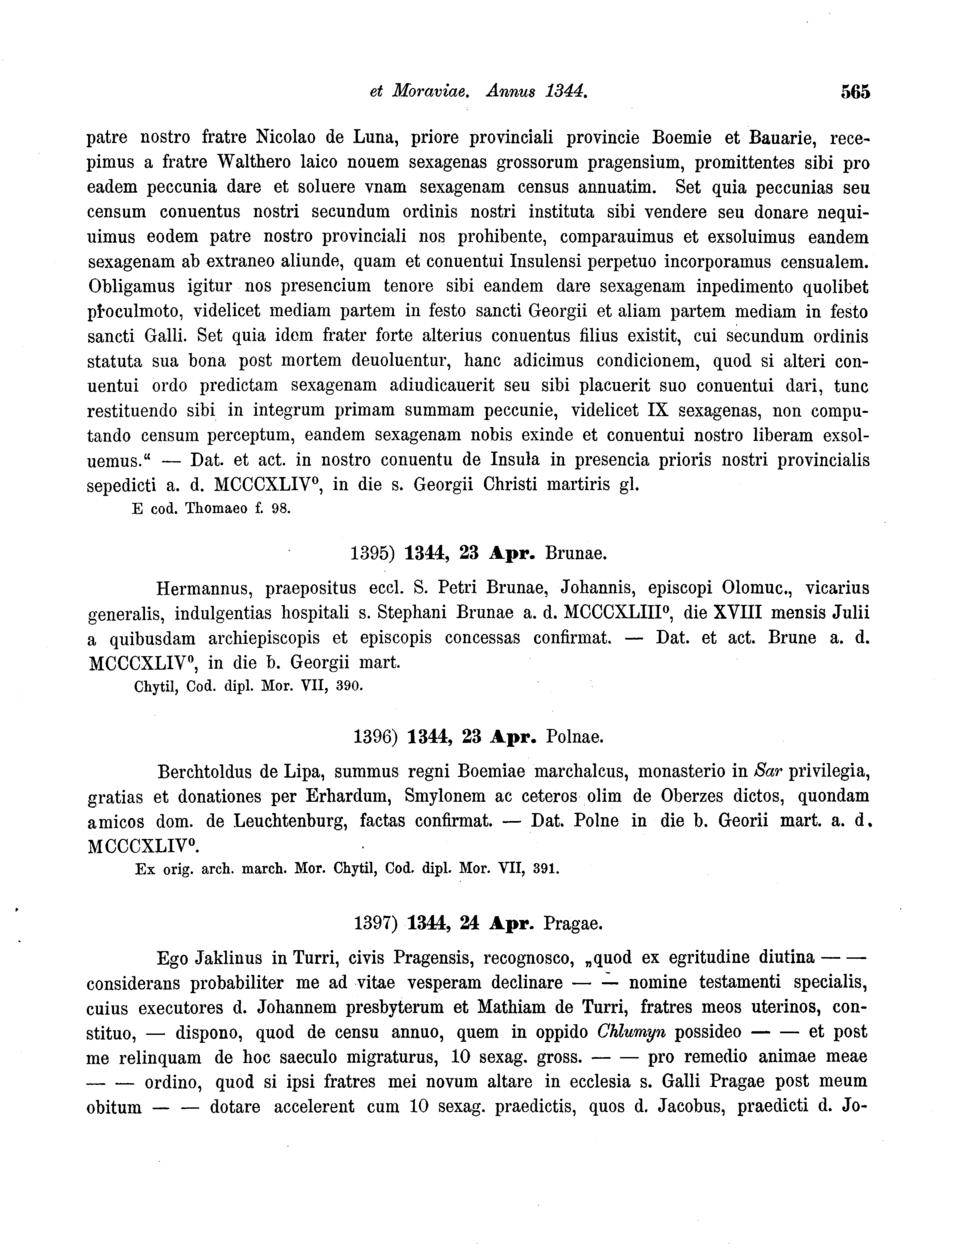 et Moraviae. Annus 1344. 565
patre nostro fratre Nicolao de Luna, priore provinciali provincie Boemie et Bauarie, rece-
pimus a fratre Walthero laico nouem sexagenas grossorum pragensium, promittentes sibi pro
eadem peccunia dare et soluere vnam sexagenam census annuatim. Set quia peccunias seu
censum conuentus nostri secundum ordinis nostri instituta sibi vendere seu donare nequi-
uimus eodem patre nostro provinciali nos prohibente, comparauimus et exsoluimus eandem
sexagenam ab extraneo aliunde, quam et conuentui Insulensi perpetuo incorporamus censualem.
Obligamus igitur nos presencium tenore sibi eandem dare sexagenam inpedimento quolibet
proculmoto, videlicet mediam partem in festo sancti Georgii et aliam partem mediam in festo
sancti Galli. Set quia idem frater forte alterius conuentus filius existit, cui secundum ordinis
statuta sua bona post mortem deuoluentur, hanc adicimus condicionem, quod si alteri con-
uentui ordo predictam sexagenam adiudicauerit seu sibi placuerit suo conuentui dari, tunc
restituendo sibi in integrum primam summam peccunie, videlicet IX sexagenas, non compu-
tando censum perceptum, eandem sexagenam nobis exinde et conuentui nostro liberam exsol-
uemus.“ — Dat. et act. in nostro conuentu de Insula in presencia prioris nostri provincialis
sepedicti a. d. MCCCXLIV⁰, in die s. Georgii Christi martiris gl.
E cod. Thomaeo f. 98.
1395) 1344, 23 Apr. Brunae.
Hermannus, praepositus eccl. S. Petri Brunae, Johannis, episcopi Olomuc., vicarius
generalis, indulgentias hospitali s. Stephani Brunae a. d. MCCCXLIII⁰, die XVIII mensis Julii
a quibusdam archiepiscopis et episcopis concessas confirmat. — Dat. et act. Brune a. d.
MCCCXLIV⁰, in die b. Georgii mart.
Chytil, Cod. dipl. Mor. VII, 390.
1396) 1344, 23 Apr. Polnae.
Berchtoldus de Lipa, summus regni Boemiae marchalcus, monasterio in Sar privilegia,
gratias et donationes per Erhardum, Smylonem ac ceteros olim de Oberzes dictos, quondam
amicos dom. de Leuchtenburg, factas confirmat. — Dat. Polne in die b. Georii mart. a. d.
MCCCXLIV⁰.
Ex orig. arch. march. Mor. Chytil, Cod. dipl. Mor. VII, 391.
1397) 1344, 24 Apr. Pragae.
Ego Jaklinus in Turri, civis Pragensis, recognosco, „quod ex egritudine diutina — —
considerans probabiliter me ad vitae vesperam declinare — — nomine testamenti specialis,
cuius executores d. Johannem presbyterum et Mathiam de Turri, fratres meos uterinos, con-
stituo, — dispono, quod de censu annuo, quem in oppido Chlumyn possideo — — et post
me relinquam de hoc saeculo migraturus, 10 sexag. gross. — — pro remedio animae meae
— — ordino, quod si ipsi fratres mei novum altare in ecclesia s. Galli Pragae post meum
obitum — — dotare accelerent cum 10 sexag. praedictis, quos d. Jacobus, praedicti d. Jo-